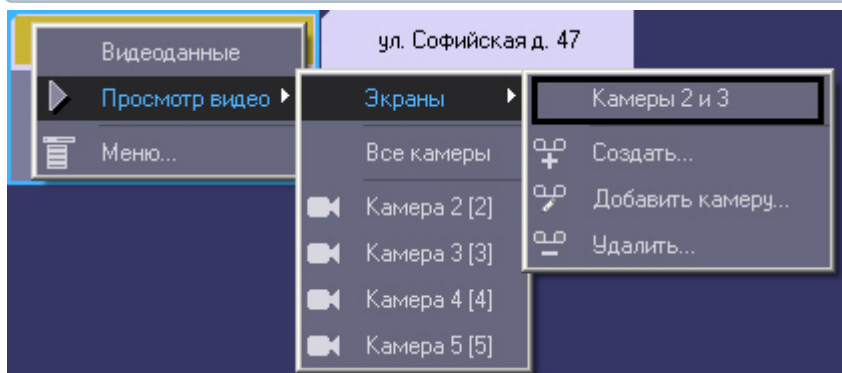 ул. Софийская д. 47
Видеоданные
Просмотр видео
Меню...
Экраны
Все камеры
Камера 2 [2]
Камера 3 [3]
Камера 4 [4]
Камера 5 [5]
Камеры 2 и 3
Создать...
Добавить камеру...
Удалить...